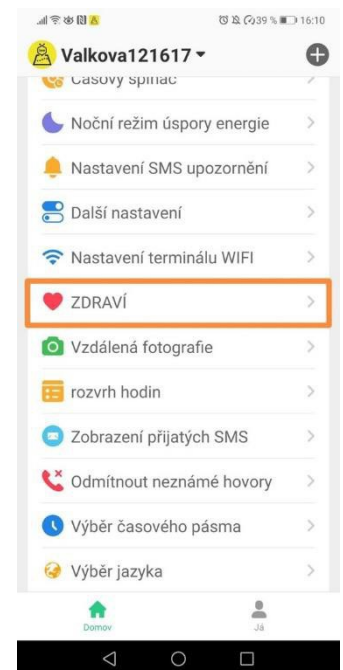 39 % 16:10
Valkova121617
Časový spínač
Noční režim úspory energie
Nastavení SMS upozornění
Další nastavení
Nastavení terminálu WIFI
ZDRAVÍ
Vzdálená fotografie
rozvrh hodin
Zobrazení přijatých SMS
Odmítnout neznámé hovory
Výběr časového pásma
Výběr jazyka
Domov
Já